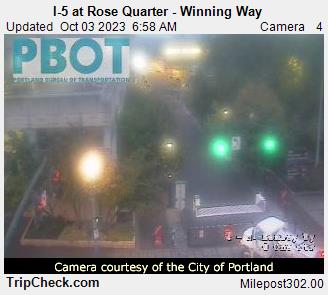 I-5 at Rose Quarter - Winning Way
Updated Oct 03 2023 6:58 AM Camera 4
PBOT
PORTLAND BUREAU OF TRANSPORTATION
Camera courtesy of the City of Portland
TripCheck.com Milepost302.00